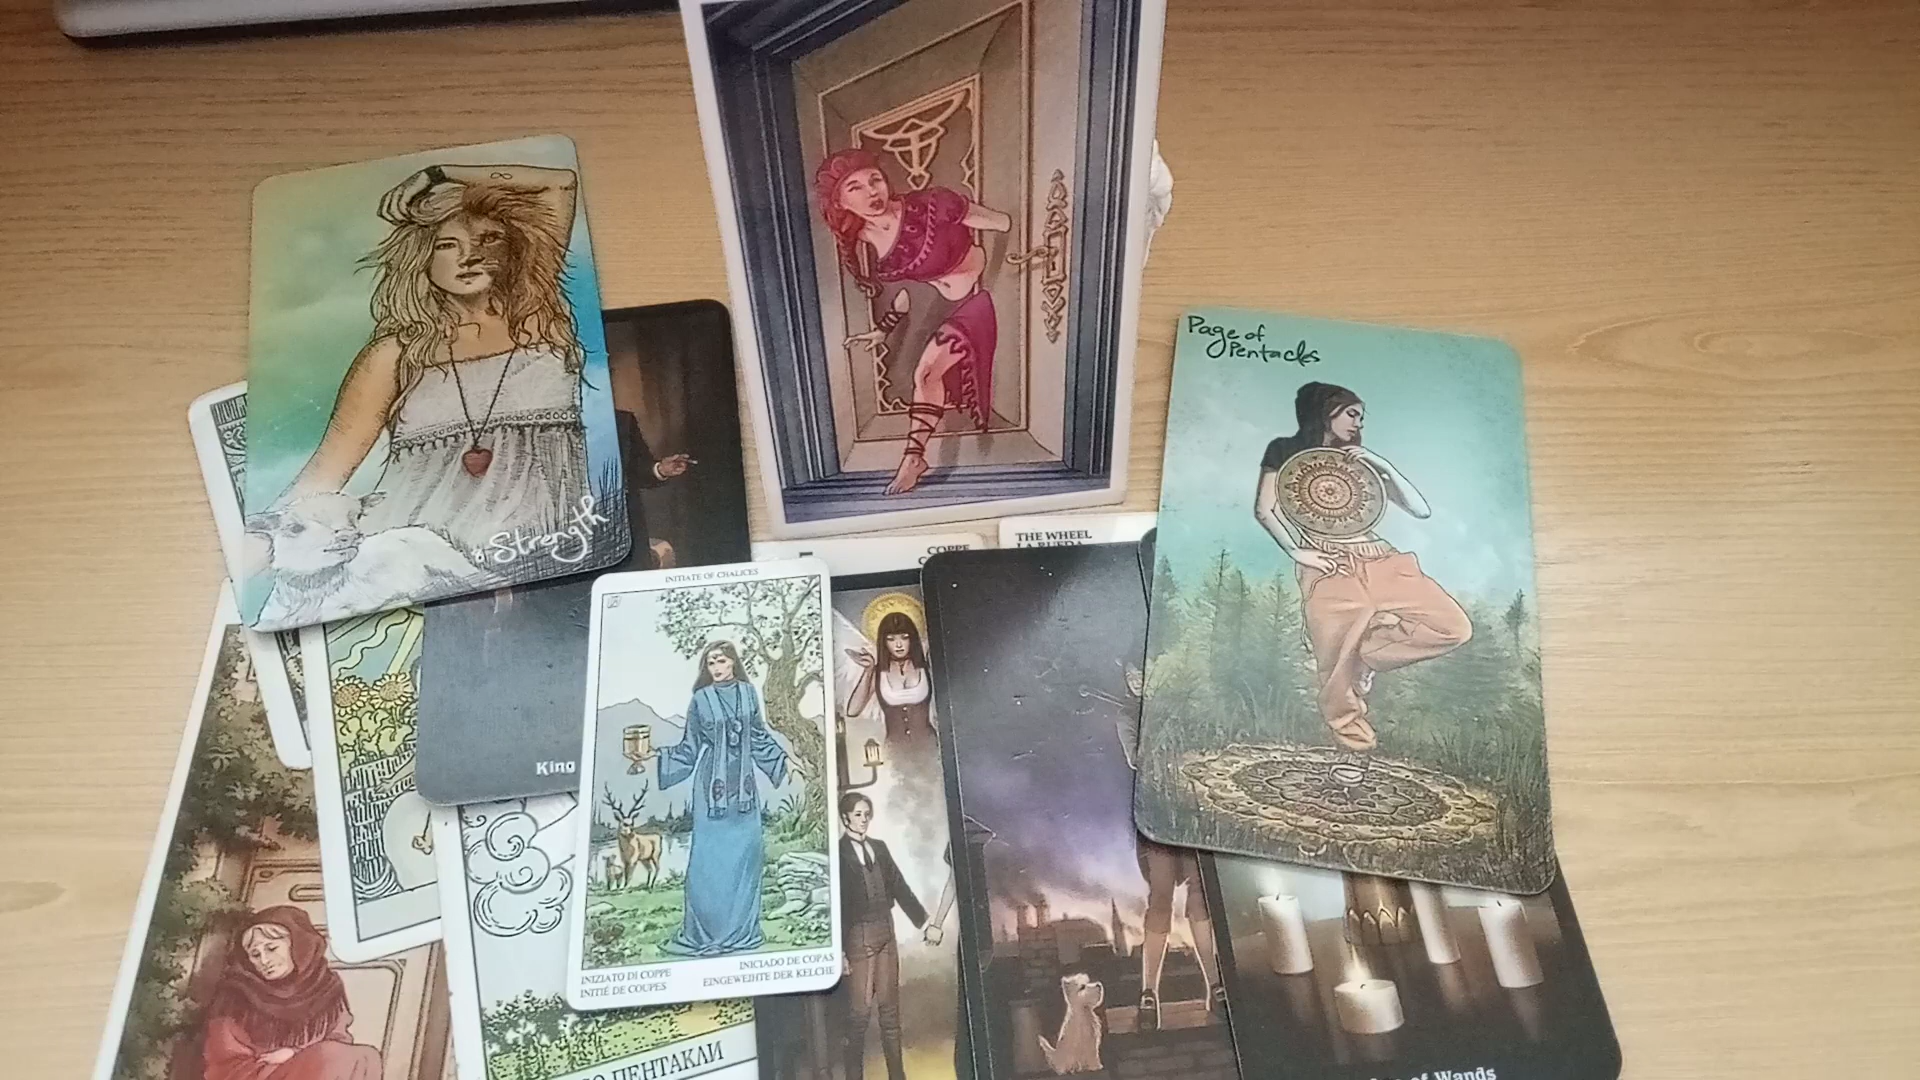 Page of
Pentacles
Strength
THE WHEEL
LA RUEDA
COPPE
INITIATE OF CHALICES
King
INIZIATO DI COPPE
INITIÉ DE COUPES
INICIADO DE COPAS
EINGEWEIHTE DER KELCHE
ПЕНТАКЛИ
of Wands